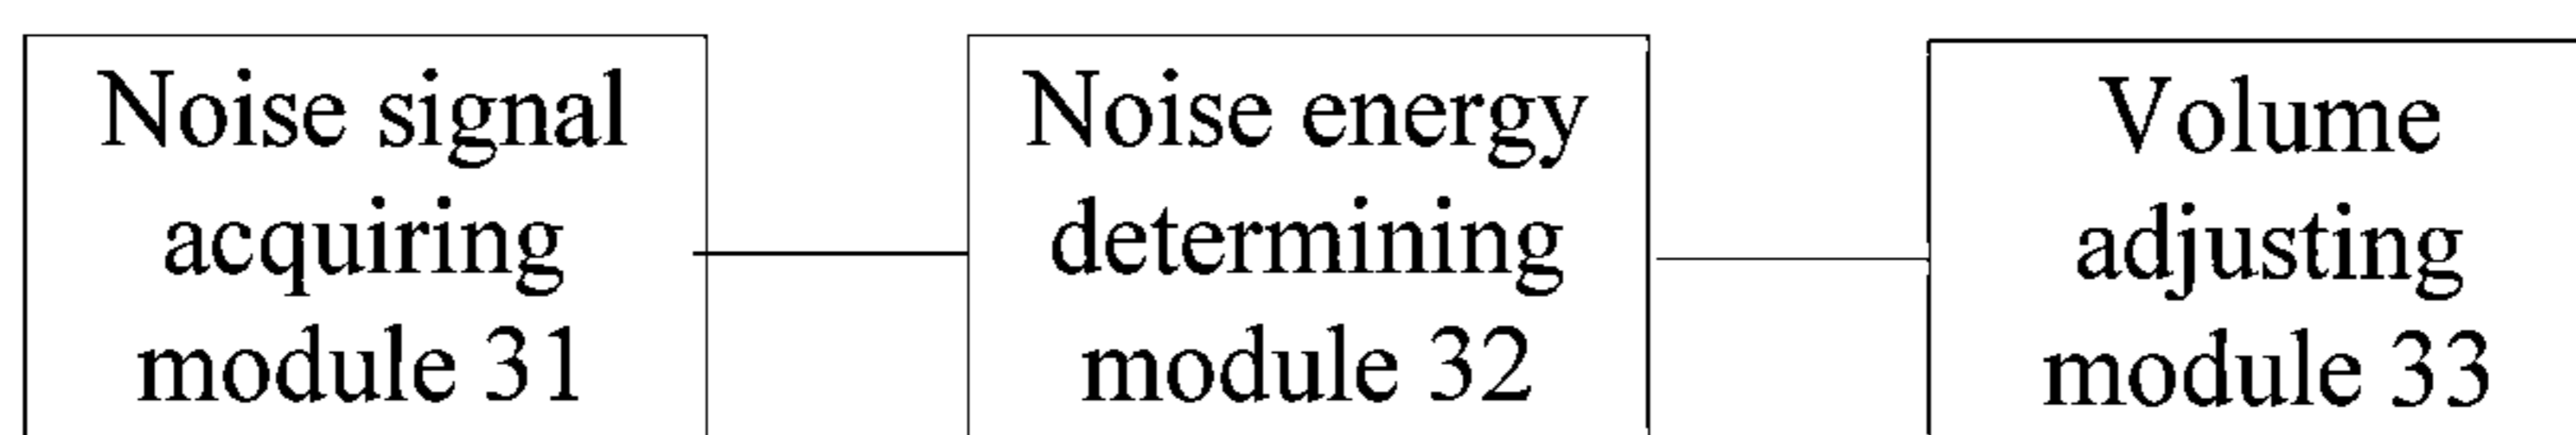 Noise signal
acquiring
module 31
Noise energy
determining
module 32
Volume
adjusting
module 33